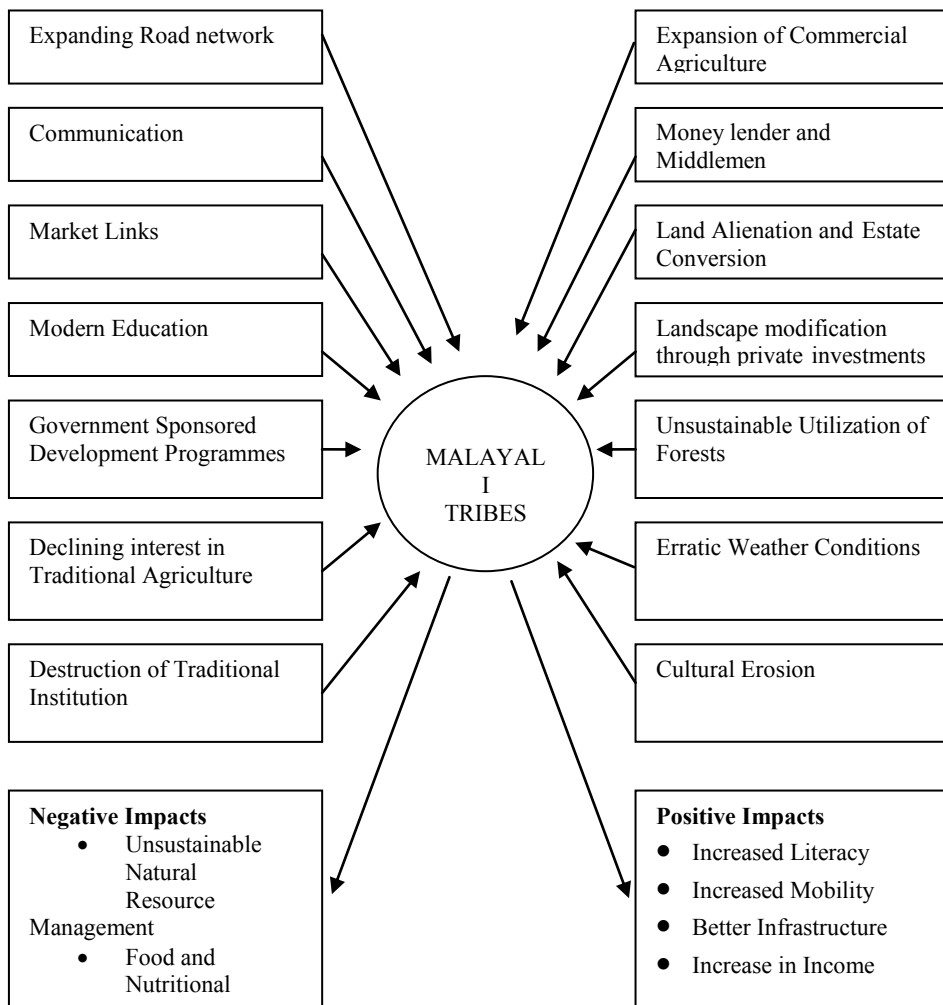 Expanding Road network
Communication
Market Links
Modern Education
Government Sponsored
Development Programmes
Declining interest in
Traditional Agriculture
Destruction of Traditional
Institution
Expansion of Commercial
Agriculture
Money lender and
Middlemen
Land Alienation and Estate
Conversion
Landscape modification
through private investments
Unsustainable Utilization of
Forests
Erratic Weather Conditions
Cultural Erosion
MALAYAL
I
TRIBES
Negative Impacts
• Unsustainable
Natural
Resource
Management
• Food and
Nutritional
Positive Impacts
• Increased Literacy
• Increased Mobility
• Better Infrastructure
• Increase in Income